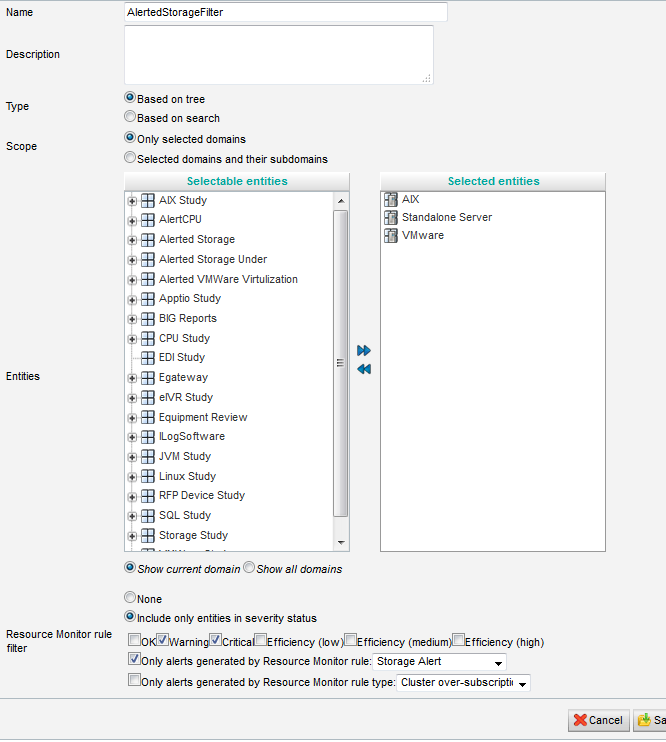 Name AlertedStorageFilter
Description
Type Based on tree
Based on search
Scope Only selected domains
Selected domains and their subdomains
Entities
Selectable entities
AIX Study
AlertCPU
Alerted Storage
Alerted Storage Under
Alerted VMWare Virtulization
Apptio Study
BIG Reports
CPU Study
EDI Study
Egateway
eIVR Study
Equipment Review
ILogSoftware
JVM Study
Linux Study
RFP Device Study
SQL Study
Storage Study
Selected entities
AIX
Standalone Server
VMware
Show current domain Show all domains
Resource Monitor rule
filter
None
Include only entities in severity status
OK Warning Critical Efficiency (low) Efficiency (medium) Efficiency (high)
Only alerts generated by Resource Monitor rule: Storage Alert
Only alerts generated by Resource Monitor rule type: Cluster over-subscripti
Cancel Sa